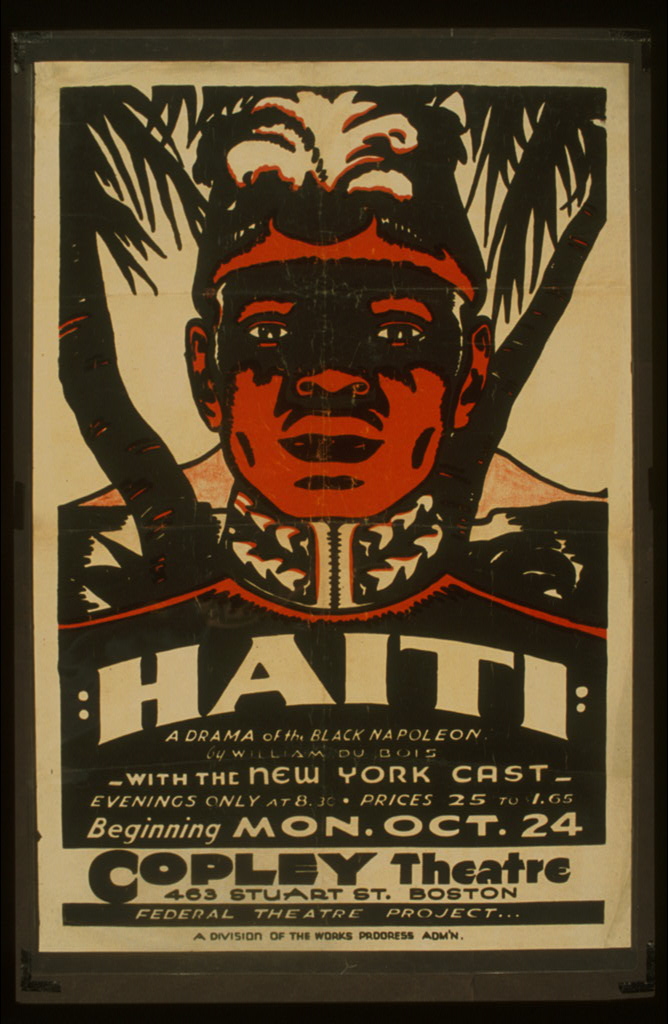 : HAITI :
A DRAMA of the BLACK NAPOLEON
by WILLIAM DU BOIS
- WITH THE NEW YORK CAST -
EVENINGS ONLY AT 8.30 • PRICES 25 TO 1.65
Beginning MON. OCT. 24
COPLEY Theatre
463 STUART ST. BOSTON
FEDERAL THEATRE PROJECT...
A DIVISION OF THE WORKS PROGRESS ADM'N.